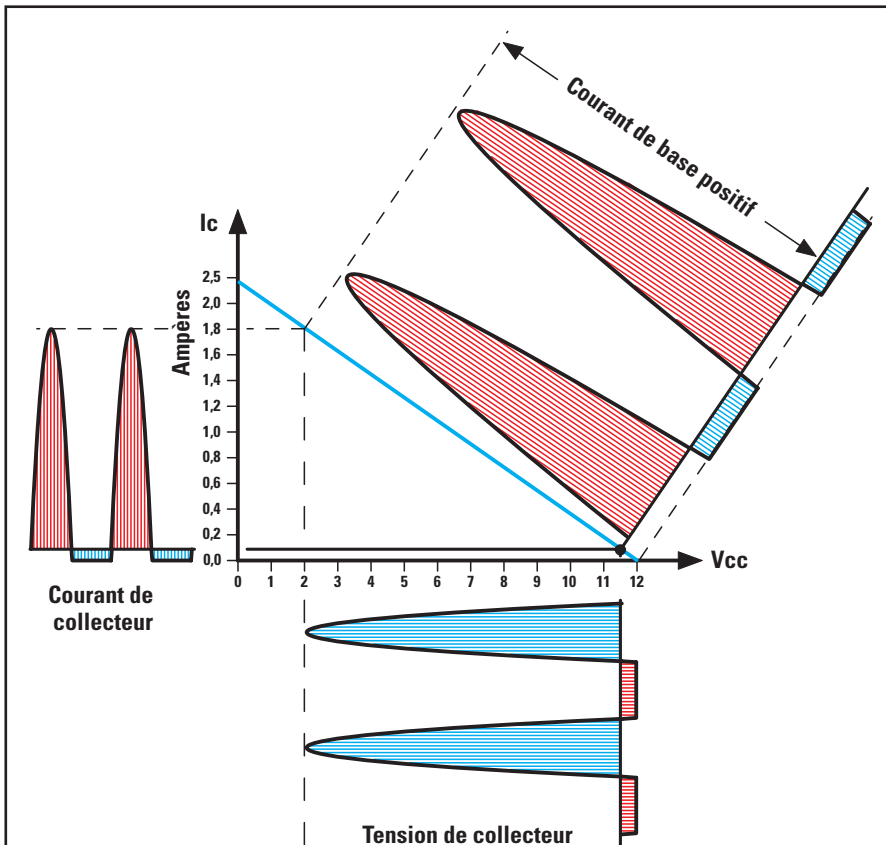 Courant de base positif
Ic
Ampères
2,5
2,0
1,8
1,6
1,4
1,2
1,0
0,8
0,6
0,4
0,2
0,0
0 1 2 3 4 5 6 7 8 9 10 11 12
Vcc
Courant de
collecteur
Tension de collecteur